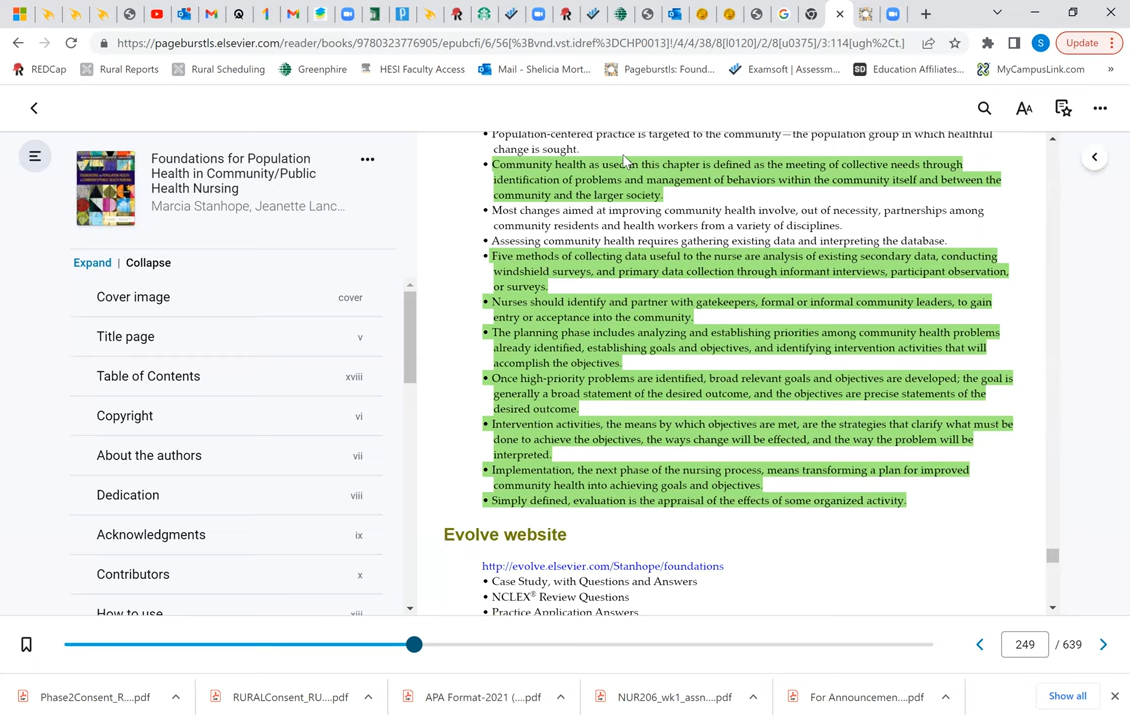 https://pageburstls.elsevier.com/reader/books/9780323776905/epubcfi/6/56[%3Bvnd.vst.idref%3DCHP0013]!/4/4/38/8[l0120]/2/8[u0375]/3:114[ugh%2Ct.]
S
Update
REDCap
Rural Reports
Rural Scheduling
Greenphire
HESI Faculty Access
Mail - Shelicia Mort...
Pageburstls: Found...
Examsoft | Assessm...
SD
Education Affiliates...
MyCampusLink.com
»
AA
Foundations for Population
Health in Community/Public
Health Nursing
Marcia Stanhope, Jeanette Lanc...
Expand | Collapse
Cover image cover
Title page v
Table of Contents xviii
Copyright vi
About the authors vii
Dedication viii
Acknowledgments ix
Contributors x
How to use xiii
• Population-centered practice is targeted to the community—the population group in which healthful
change is sought.
• Community health as used in this chapter is defined as the meeting of collective needs through
identification of problems and management of behaviors within the community itself and between the
community and the larger society.
• Most changes aimed at improving community health involve, out of necessity, partnerships among
community residents and health workers from a variety of disciplines.
• Assessing community health requires gathering existing data and interpreting the database.
• Five methods of collecting data useful to the nurse are analysis of existing secondary data, conducting
windshield surveys, and primary data collection through informant interviews, participant observation,
or surveys.
• Nurses should identify and partner with gatekeepers, formal or informal community leaders, to gain
entry or acceptance into the community.
• The planning phase includes analyzing and establishing priorities among community health problems
already identified, establishing goals and objectives, and identifying intervention activities that will
accomplish the objectives.
• Once high-priority problems are identified, broad relevant goals and objectives are developed; the goal is
generally a broad statement of the desired outcome, and the objectives are precise statements of the
desired outcome.
• Intervention activities, the means by which objectives are met, are the strategies that clarify what must be
done to achieve the objectives, the ways change will be effected, and the way the problem will be
interpreted.
• Implementation, the next phase of the nursing process, means transforming a plan for improved
community health into achieving goals and objectives.
• Simply defined, evaluation is the appraisal of the effects of some organized activity.
Evolve website
http://evolve.elsevier.com/Stanhope/foundations
• Case Study, with Questions and Answers
• NCLEX® Review Questions
• Practice Application Answers
249 / 639
Phase2Consent_R....pdf
RURALConsent_RU....pdf
APA Format-2021 (....pdf
NUR206_wk1_assn....pdf
For Announcemen....pdf
Show all